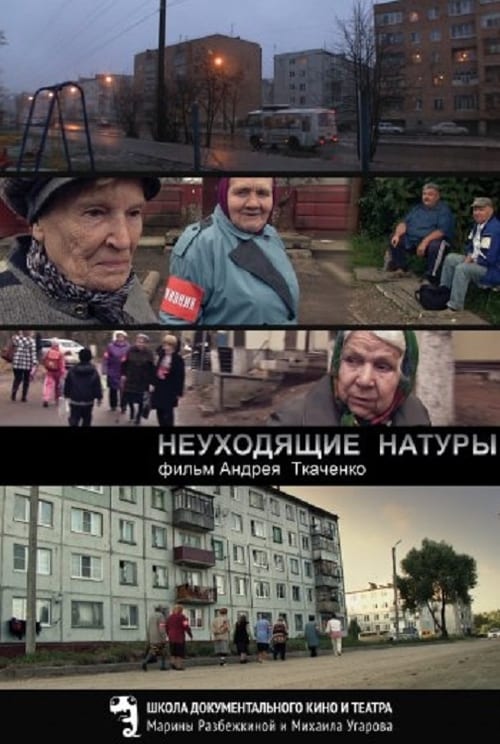 НЕУХОДЯЩИЕ НАТУРЫ
фильм Андрея Ткаченко
ШКОЛА ДОКУМЕНТАЛЬНОГО КИНО И ТЕАТРА
Марины Разбежкиной и Михаила Угарова